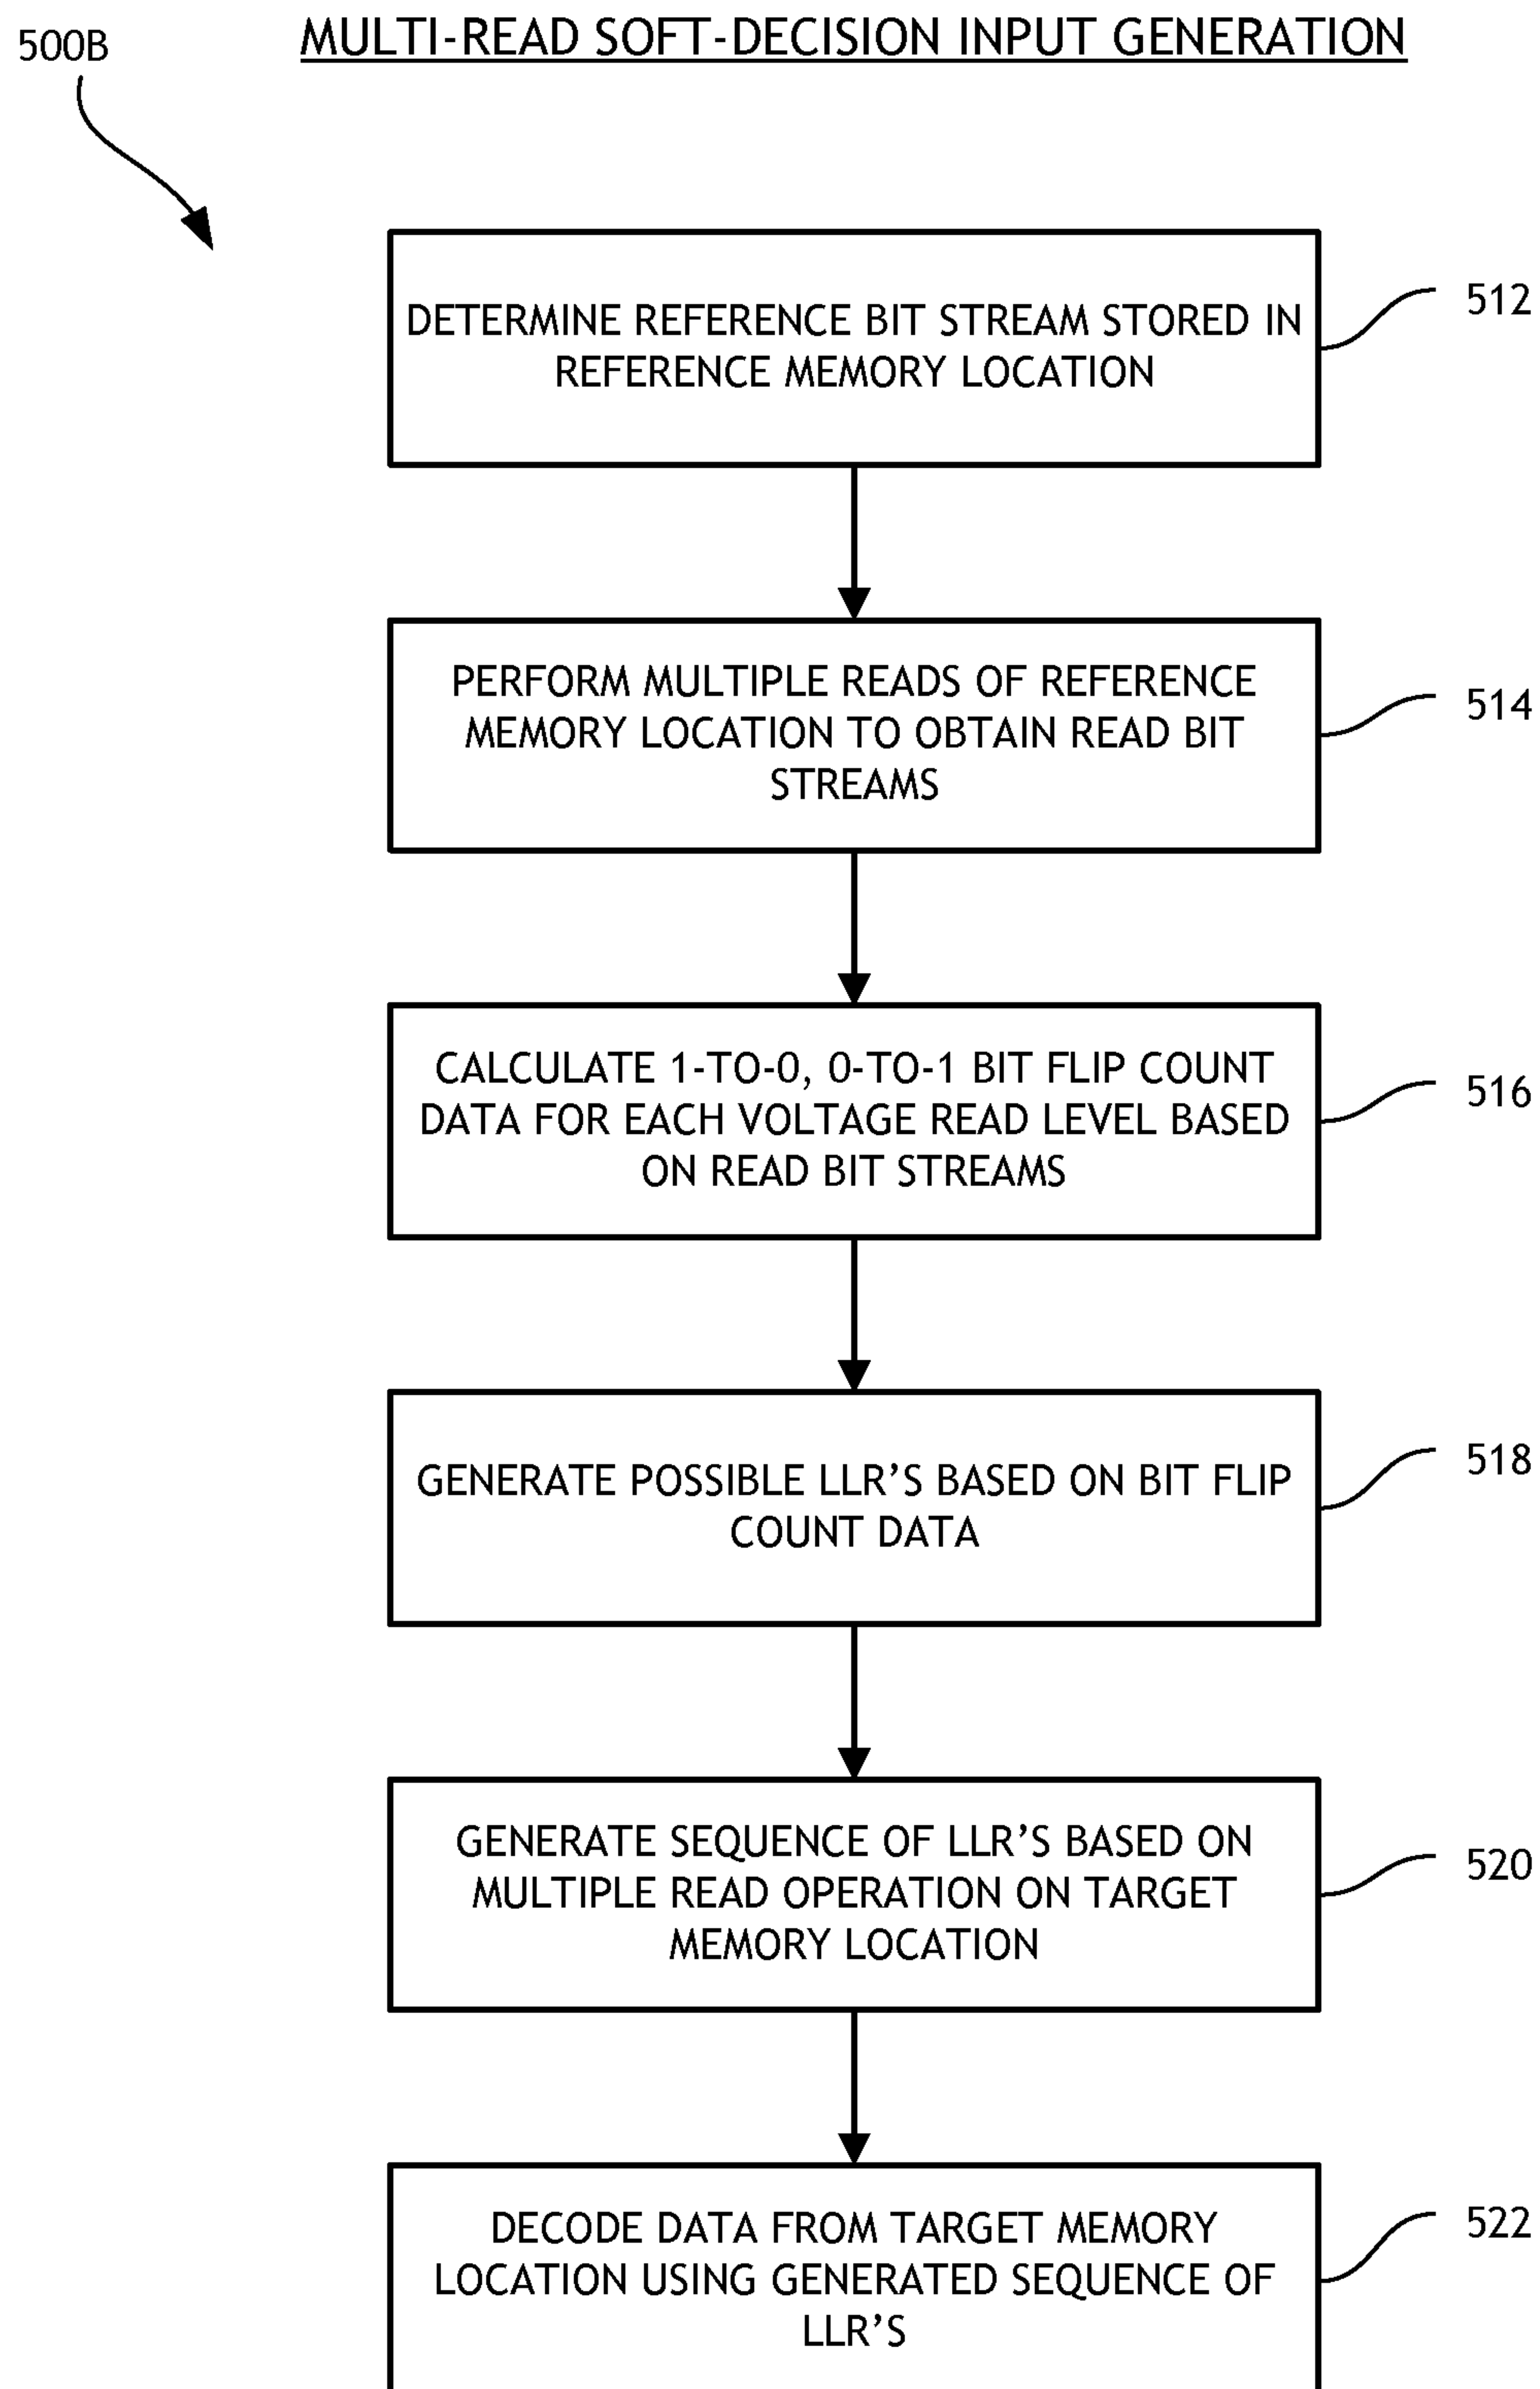 500B
MULTI-READ SOFT-DECISION INPUT GENERATION
DETERMINE REFERENCE BIT STREAM STORED IN
REFERENCE MEMORY LOCATION
512
PERFORM MULTIPLE READS OF REFERENCE
MEMORY LOCATION TO OBTAIN READ BIT
STREAMS
514
CALCULATE 1-TO-0, 0-TO-1 BIT FLIP COUNT
DATA FOR EACH VOLTAGE READ LEVEL BASED
ON READ BIT STREAMS
516
GENERATE POSSIBLE LLR’S BASED ON BIT FLIP
COUNT DATA
518
GENERATE SEQUENCE OF LLR’S BASED ON
MULTIPLE READ OPERATION ON TARGET
MEMORY LOCATION
520
DECODE DATA FROM TARGET MEMORY
LOCATION USING GENERATED SEQUENCE OF
LLR’S
522